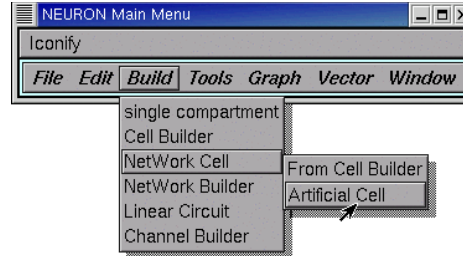 NEURON Main Menu
Iconify
File Edit Build Tools Graph Vector Window
single compartment
Cell Builder
NetWork Cell
From Cell Builder
NetWork Builder
Artificial Cell
Linear Circuit
Channel Builder